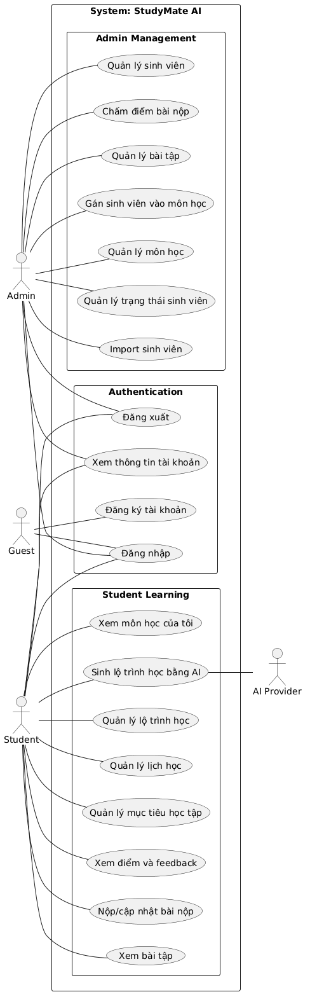 System: StudyMate AI
Admin Management
Quản lý sinh viên
Chấm điểm bài nộp
Quản lý bài tập
Gán sinh viên vào môn học
Quản lý môn học
Admin
Quản lý trạng thái sinh viên
Import sinh viên
Authentication
Đăng xuất
Xem thông tin tài khoản
Đăng ký tài khoản
Guest
Đăng nhập
Student Learning
Xem môn học của tôi
Sinh lộ trình học bằng AI
AI Provider
Quản lý lộ trình học
Student
Quản lý lịch học
Quản lý mục tiêu học tập
Xem điểm và feedback
Nộp/cập nhật bài nộp
Xem bài tập